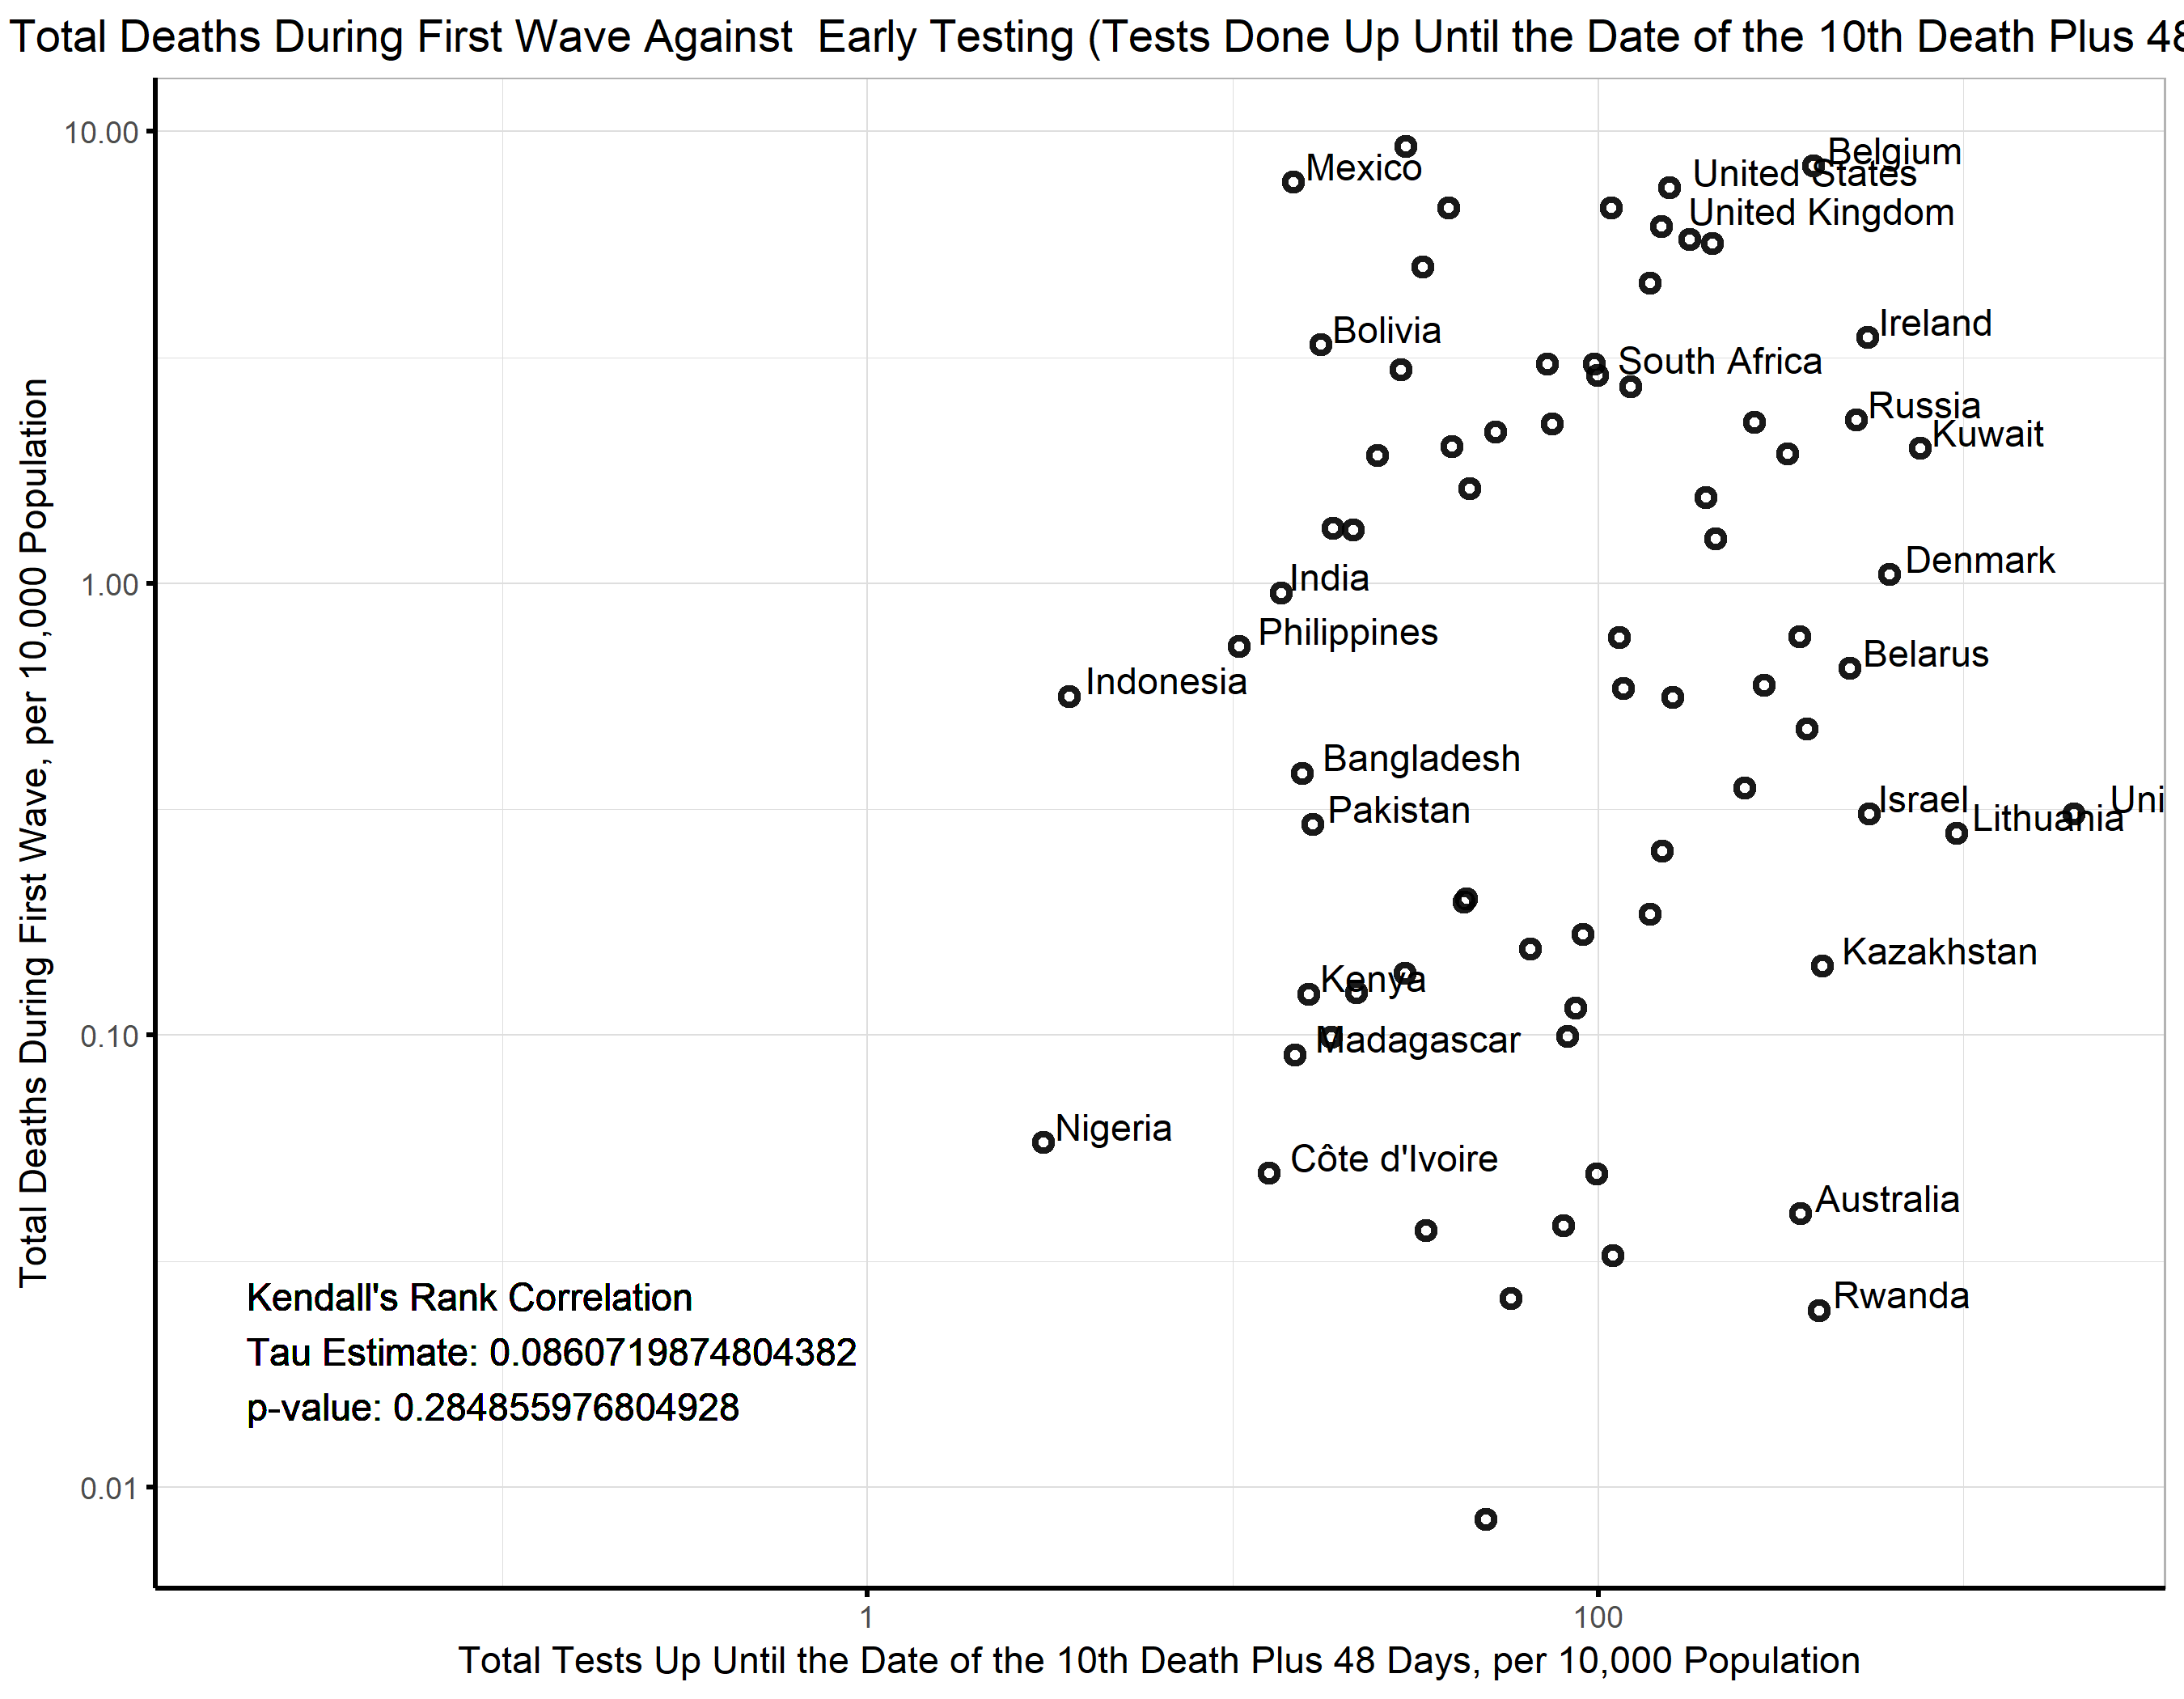 Total Deaths During First Wave Against  Early Testing (Tests Done Up Until the Date of the 10th Death Plus 48
Total Deaths During First Wave, per 10,000 Population
10.00
1.00
0.10
0.01
Belgium
Mexico
United States
United Kingdom
Ireland
Bolivia
South Africa
Russia
Kuwait
Denmark
India
Philippines
Belarus
Indonesia
Bangladesh
Israel
Uni
Pakistan
Lithuania
Kazakhstan
Kenya
Madagascar
Nigeria
Côte d'Ivoire
Australia
Rwanda
Kendall's Rank Correlation
Tau Estimate: 0.0860719874804382
p-value: 0.284855976804928
1
100
Total Tests Up Until the Date of the 10th Death Plus 48 Days, per 10,000 Population